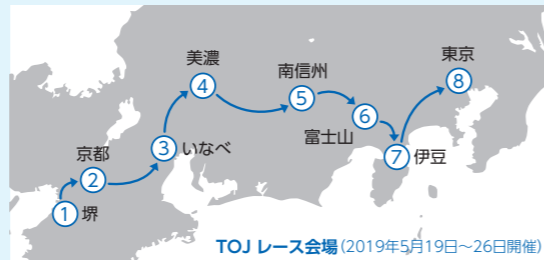 ① 堺
② 京都
③ いなべ
④ 美濃
⑤ 南信州
⑥ 富士山
⑦ 伊豆
⑧ 東京
TOJ レース会場(2019年5月19日〜26日開催)